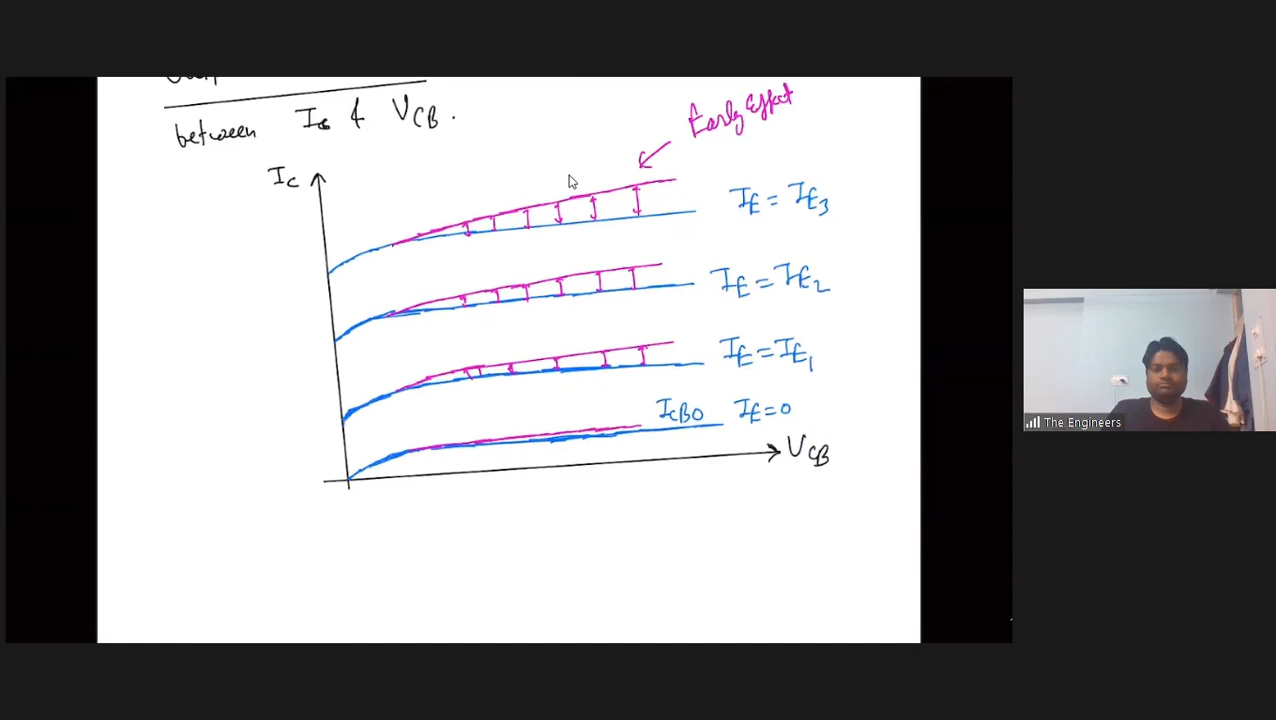 between Ic & VCB.
Early Effect
IC
IE = IE3
IE = IE2
IE = IE1
ICBO IE = 0
VCB
The Engineers